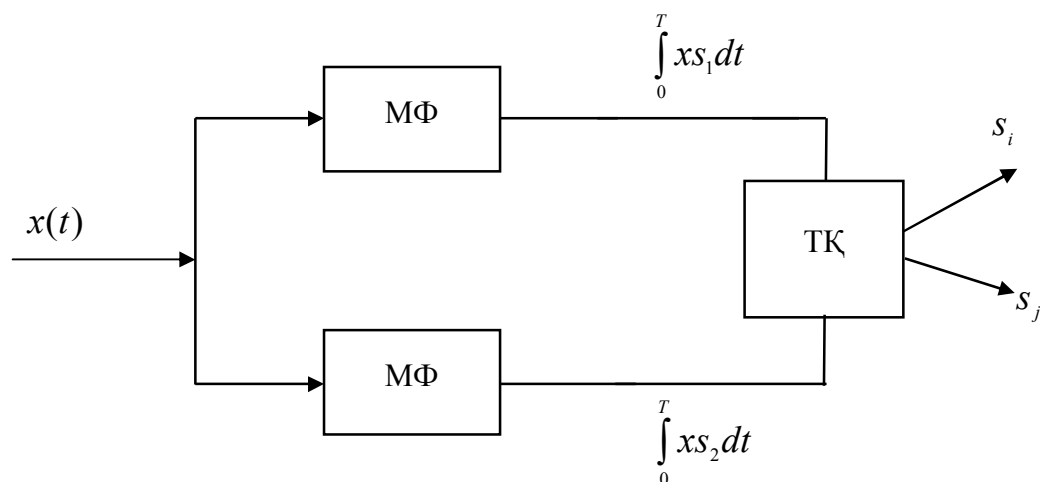 ∫₀ᵀ xs₁dt
МФ
sᵢ
x(t)
ТҚ
sⱼ
МФ
∫₀ᵀ xs₂dt